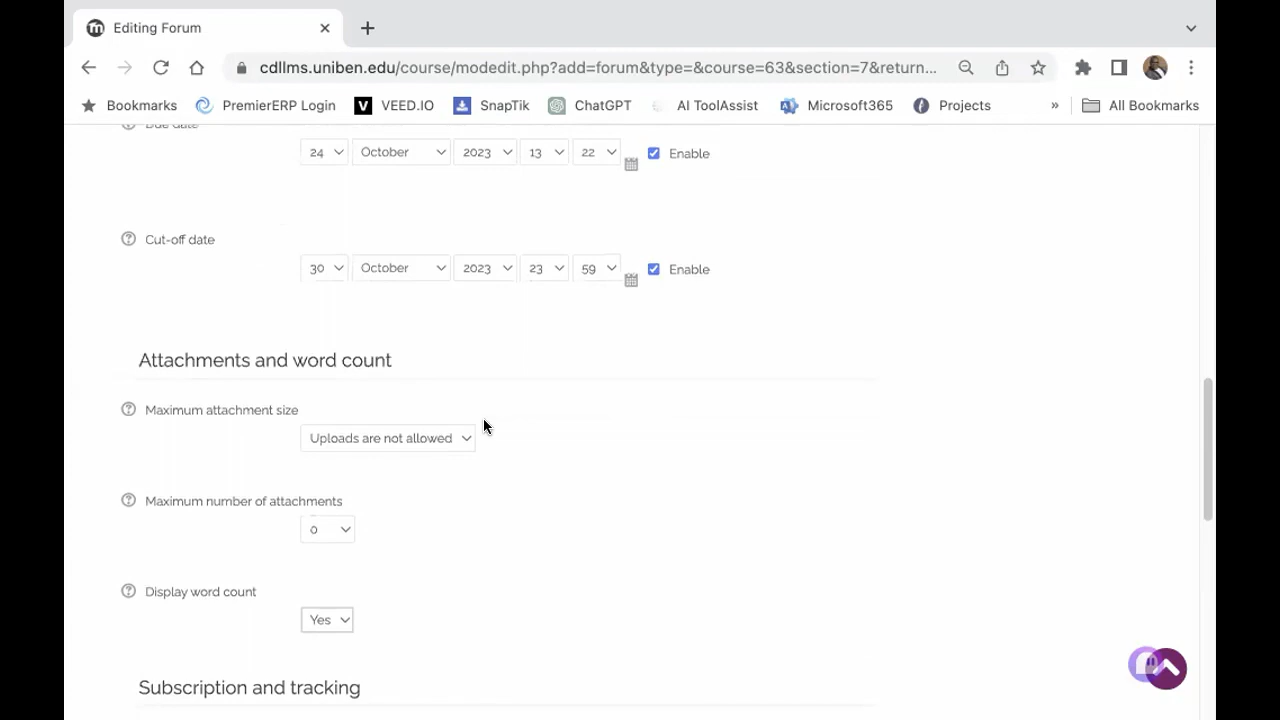 Editing Forum
cdllms.uniben.edu/course/modedit.php?add=forum&type=&course=63&section=7&return...
Bookmarks PremierERP Login VEED.IO SnapTik ChatGPT AI ToolAssist Microsoft365 Projects » All Bookmarks
Due date
24 October 2023 13 22 Enable
Cut-off date
30 October 2023 23 59 Enable
Attachments and word count
Maximum attachment size
Uploads are not allowed
Maximum number of attachments
0
Display word count
Yes
Subscription and tracking